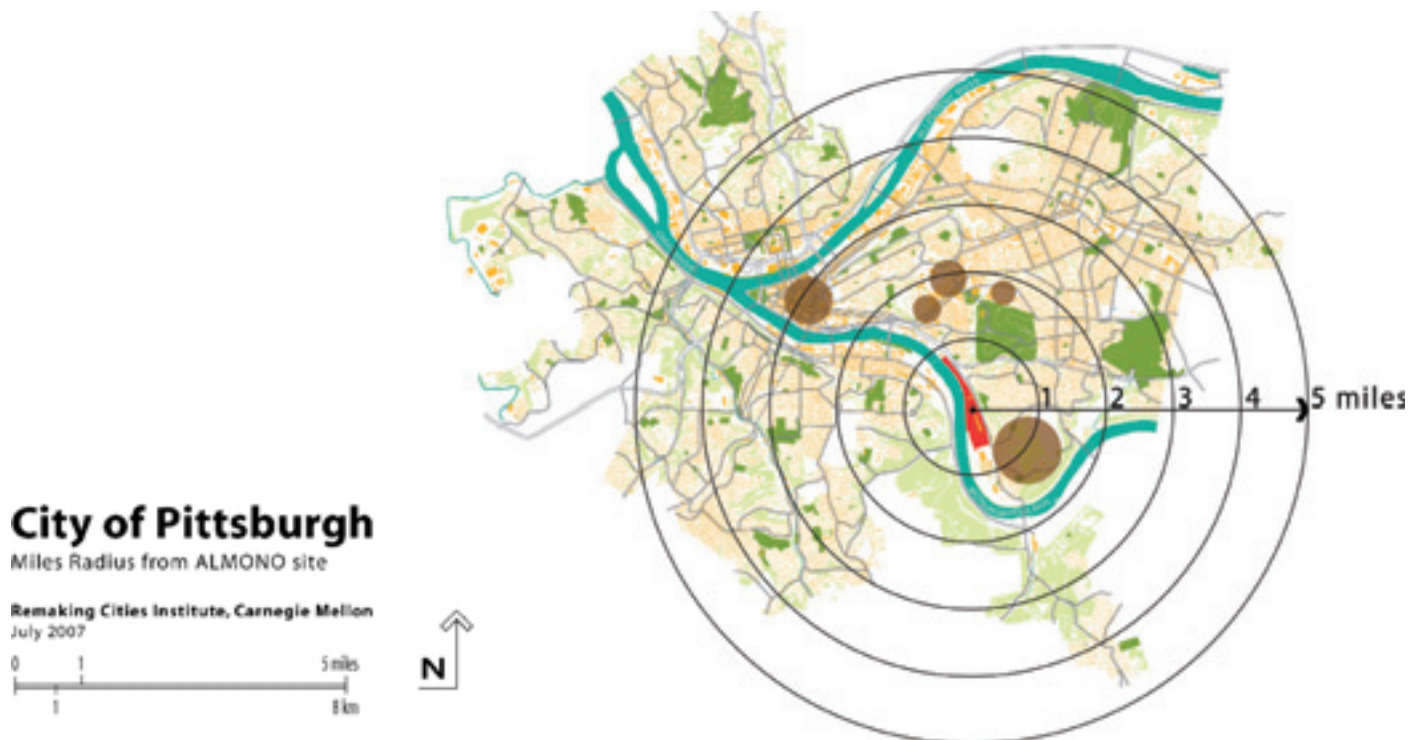 1 2 3 4 5 miles
City of Pittsburgh
Miles Radius from ALMONO site
Remaking Cities Institute, Carnegie Mellon
July 2007
0 1 5 miles
1 8 km
N